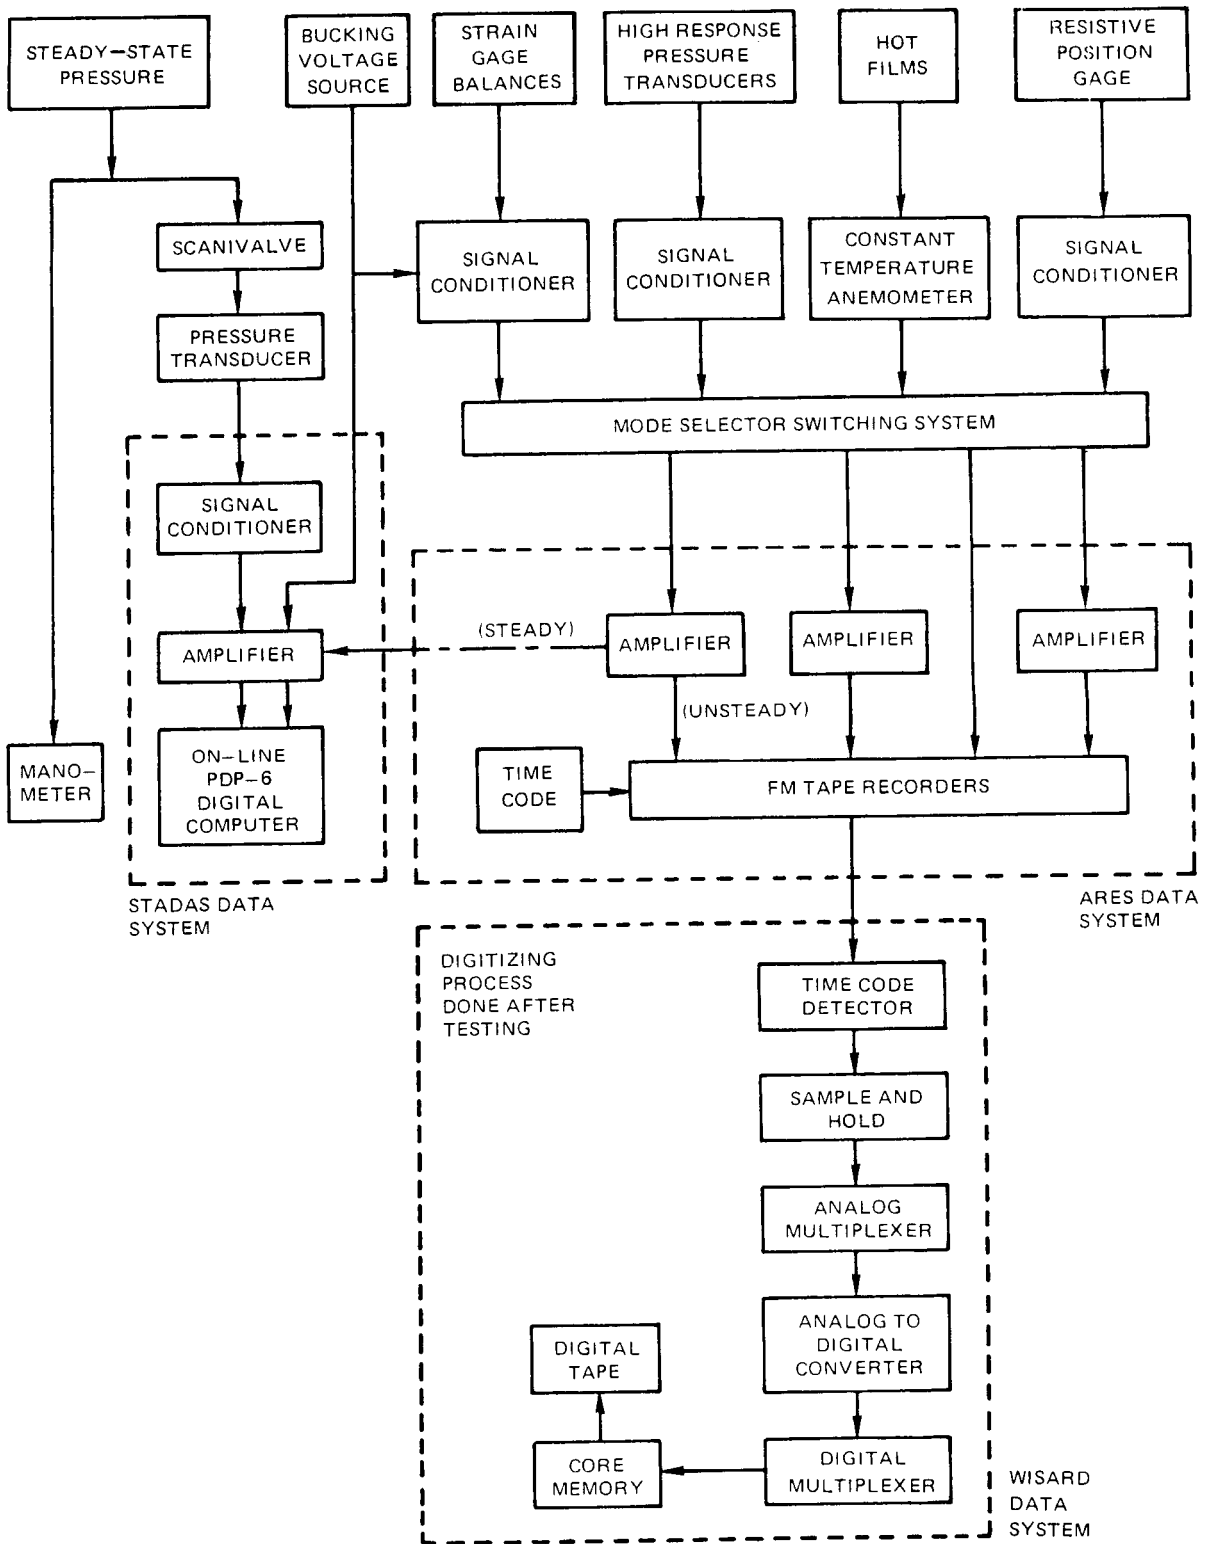 STEADY-STATE
PRESSURE
BUCKING
VOLTAGE
SOURCE
STRAIN
GAGE
BALANCES
HIGH RESPONSE
PRESSURE
TRANSDUCERS
HOT
FILMS
RESISTIVE
POSITION
GAGE
SCANIVALVE
SIGNAL
CONDITIONER
SIGNAL
CONDITIONER
CONSTANT
TEMPERATURE
ANEMOMETER
SIGNAL
CONDITIONER
PRESSURE
TRANSDUCER
MODE SELECTOR SWITCHING SYSTEM
SIGNAL
CONDITIONER
AMPLIFIER
(STEADY)
AMPLIFIER
AMPLIFIER
AMPLIFIER
(UNSTEADY)
MANO-
METER
ON-LINE
PDP-6
DIGITAL
COMPUTER
TIME
CODE
FM TAPE RECORDERS
STADAS DATA
SYSTEM
ARES DATA
SYSTEM
DIGITIZING
PROCESS
DONE AFTER
TESTING
TIME CODE
DETECTOR
SAMPLE AND
HOLD
ANALOG
MULTIPLEXER
ANALOG TO
DIGITAL
CONVERTER
DIGITAL
TAPE
CORE
MEMORY
DIGITAL
MULTIPLEXER
WISARD
DATA
SYSTEM